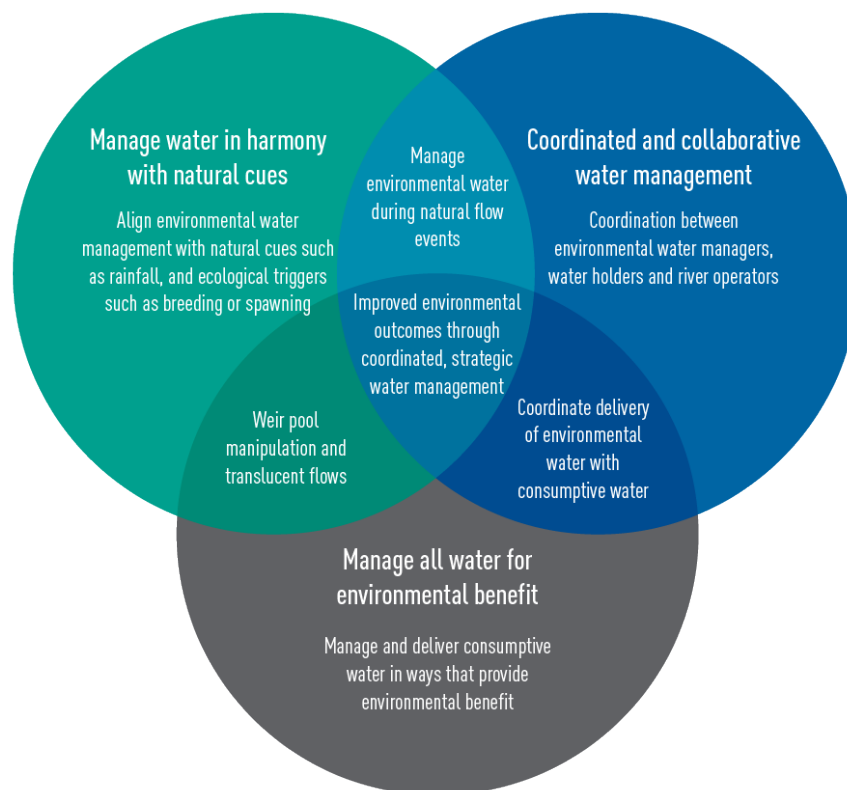 Manage water in harmony
with natural cues
Align environmental water
management with natural cues such
as rainfall, and ecological triggers
such as breeding or spawning
Manage
environmental water
during natural flow
events
Coordinated and collaborative
water management
Coordination between
environmental water managers,
water holders and river operators
Improved environmental
outcomes through
coordinated, strategic
water management
Weir pool
manipulation and
translucent flows
Coordinate delivery
of environmental
water with
consumptive water
Manage all water for
environmental benefit
Manage and deliver consumptive
water in ways that provide
environmental benefit